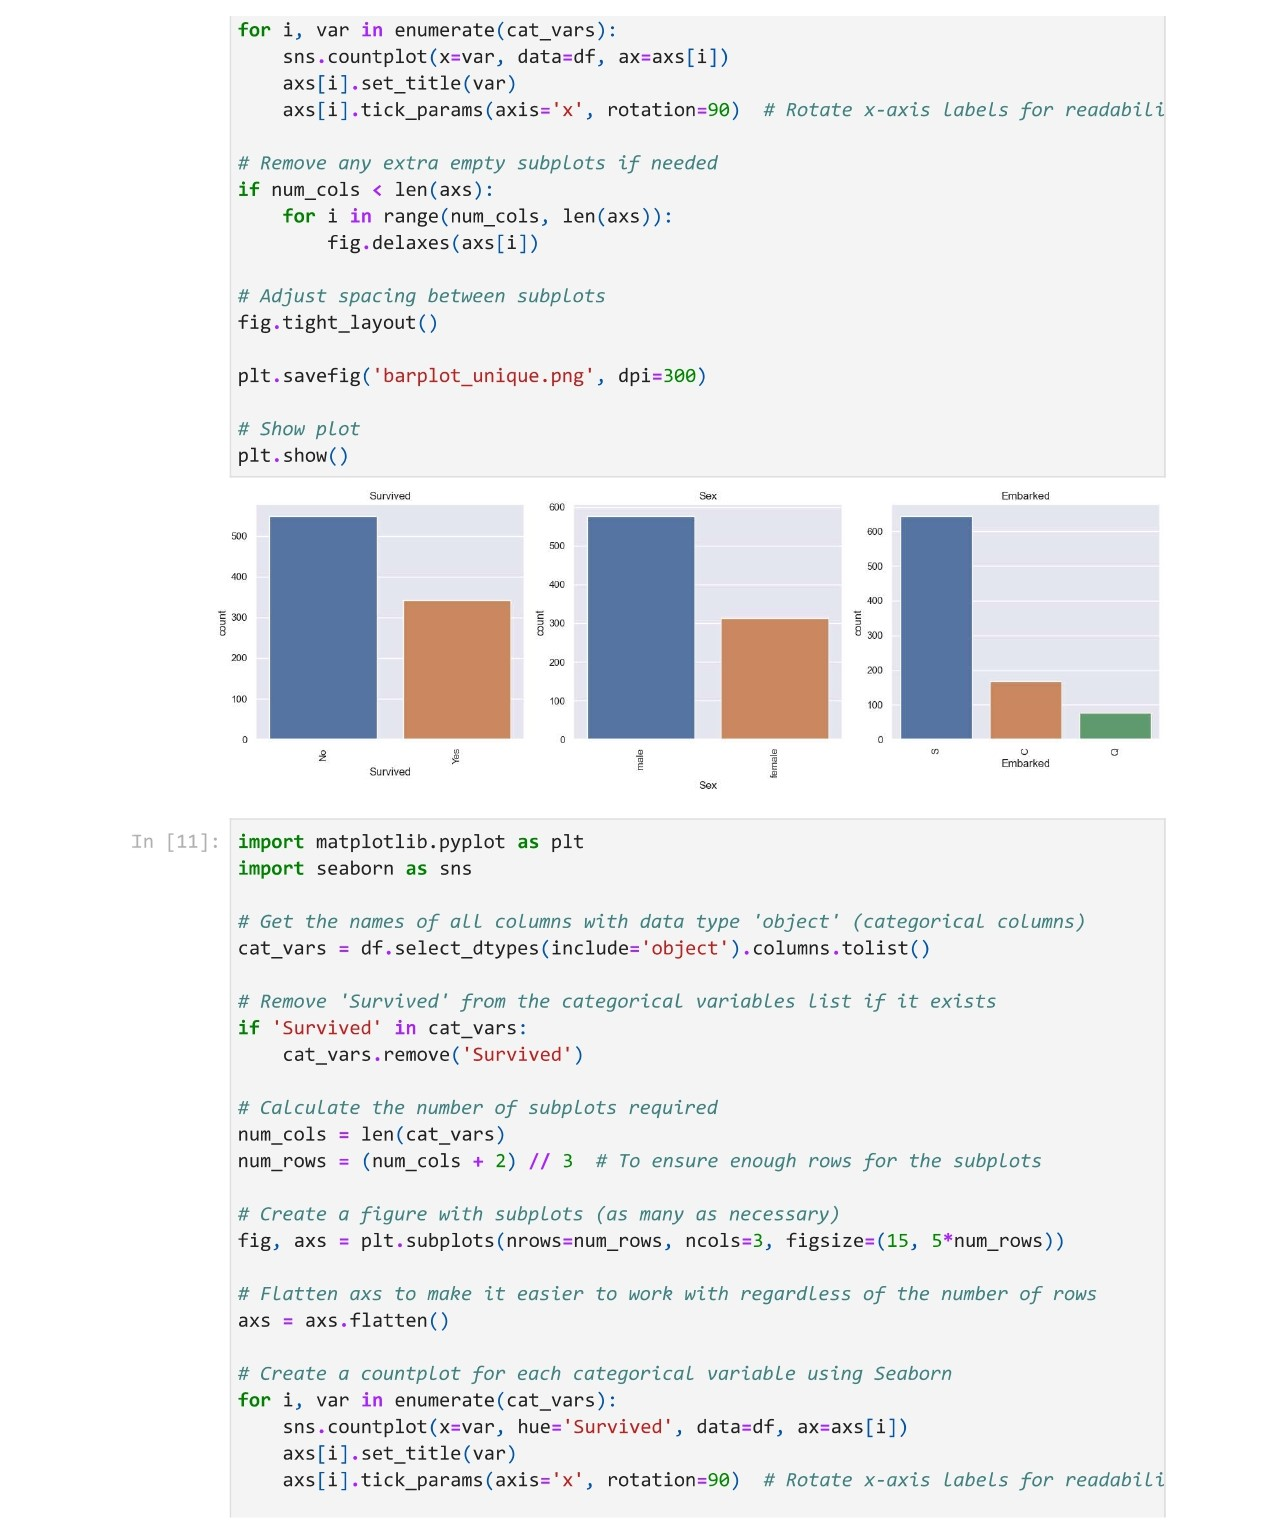 for i, var in enumerate(cat_vars):
    sns.countplot(x=var, data=df, ax=axs[i])
    axs[i].set_title(var)
    axs[i].tick_params(axis='x', rotation=90)  # Rotate x-axis labels for readabili
# Remove any extra empty subplots if needed
if num_cols < len(axs):
    for i in range(num_cols, len(axs)):
        fig.delaxes(axs[i])
# Adjust spacing between subplots
fig.tight_layout()
plt.savefig('barplot_unique.png', dpi=300)
# Show plot
plt.show()
Survived
500
400
300
200
100
0
count
No
Yes
Survived
Sex
600
500
400
300
200
100
0
count
male
female
Sex
Embarked
600
500
400
300
200
100
0
count
S
C
Q
Embarked
In [11]:
import matplotlib.pyplot as plt
import seaborn as sns
# Get the names of all columns with data type 'object' (categorical columns)
cat_vars = df.select_dtypes(include='object').columns.tolist()
# Remove 'Survived' from the categorical variables list if it exists
if 'Survived' in cat_vars:
    cat_vars.remove('Survived')
# Calculate the number of subplots required
num_cols = len(cat_vars)
num_rows = (num_cols + 2) // 3  # To ensure enough rows for the subplots
# Create a figure with subplots (as many as necessary)
fig, axs = plt.subplots(nrows=num_rows, ncols=3, figsize=(15, 5*num_rows))
# Flatten axs to make it easier to work with regardless of the number of rows
axs = axs.flatten()
# Create a countplot for each categorical variable using Seaborn
for i, var in enumerate(cat_vars):
    sns.countplot(x=var, hue='Survived', data=df, ax=axs[i])
    axs[i].set_title(var)
    axs[i].tick_params(axis='x', rotation=90)  # Rotate x-axis labels for readabili